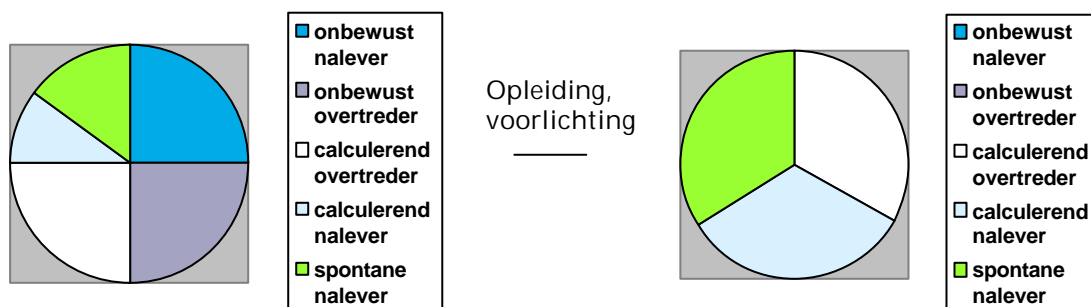 onbewust
nalever
onbewust
overtreder
calculerend
overtreder
calculerend
nalever
spontane
nalever
Opleiding,
voorlichting
onbewust
nalever
onbewust
overtreder
calculerend
overtreder
calculerend
nalever
spontane
nalever